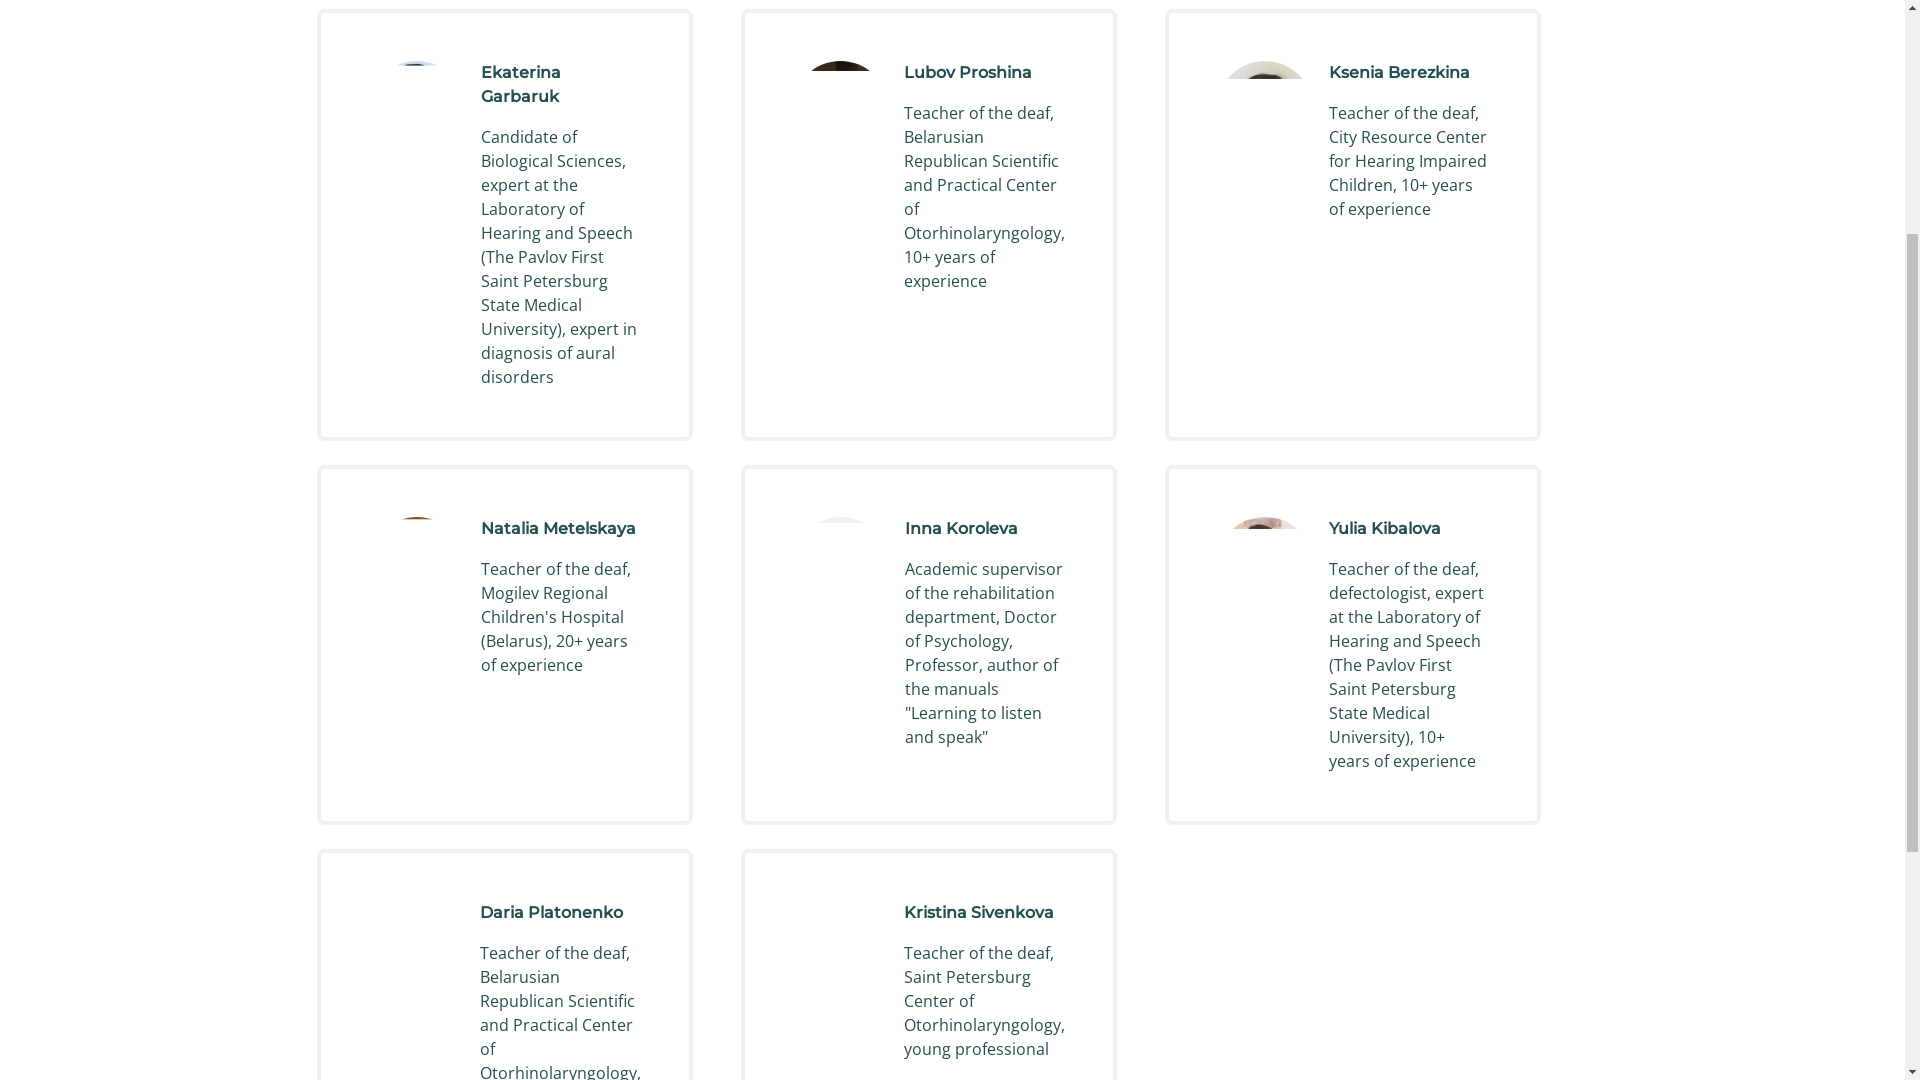 Ekaterina
Garbaruk
Candidate of
Biological Sciences,
expert at the
Laboratory of
Hearing and Speech
(The Pavlov First
Saint Petersburg
State Medical
University), expert in
diagnosis of aural
disorders
Lubov Proshina
Teacher of the deaf,
Belarusian
Republican Scientific
and Practical Center
of
Otorhinolaryngology,
10+ years of
experience
Ksenia Berezkina
Teacher of the deaf,
City Resource Center
for Hearing Impaired
Children, 10+ years
of experience
Natalia Metelskaya
Teacher of the deaf,
Mogilev Regional
Children's Hospital
(Belarus), 20+ years
of experience
Inna Koroleva
Academic supervisor
of the rehabilitation
department, Doctor
of Psychology,
Professor, author of
the manuals
"Learning to listen
and speak"
Yulia Kibalova
Teacher of the deaf,
defectologist, expert
at the Laboratory of
Hearing and Speech
(The Pavlov First
Saint Petersburg
State Medical
University), 10+
years of experience
Daria Platonenko
Teacher of the deaf,
Belarusian
Republican Scientific
and Practical Center
of
Otorhinolaryngology,
Kristina Sivenkova
Teacher of the deaf,
Saint Petersburg
Center of
Otorhinolaryngology,
young professional